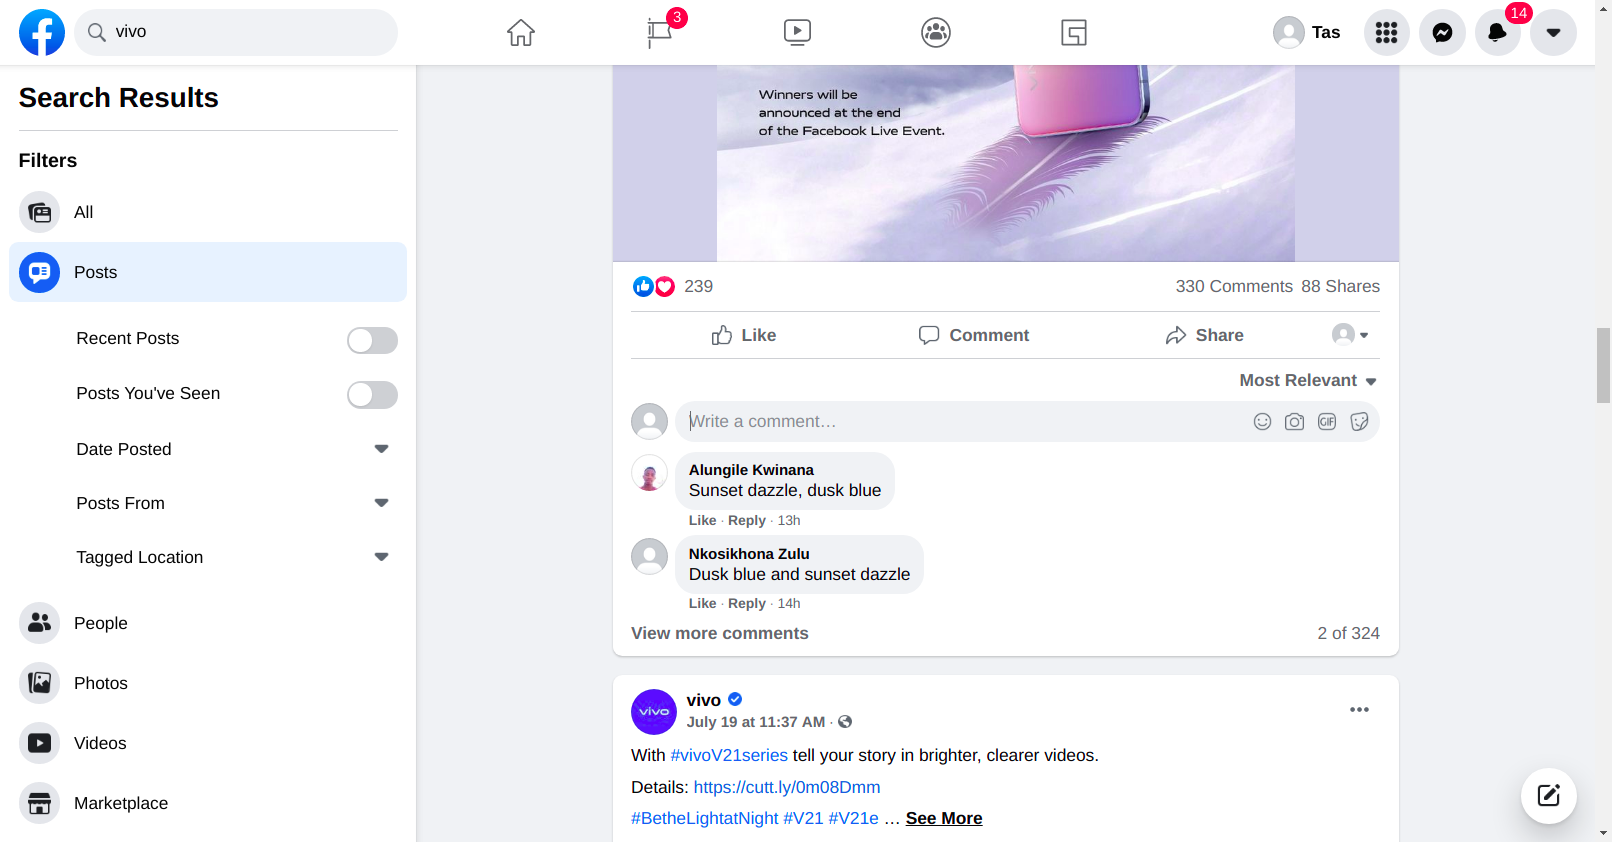 vivo
3
Tas
14
Search Results
Filters
All
Posts
Recent Posts
Posts You've Seen
Date Posted
Posts From
Tagged Location
People
Photos
Videos
Marketplace
Winners will be
announced at the end
of the Facebook Live Event.
239
330 Comments 88 Shares
Like
Comment
Share
Most Relevant
Write a comment…
GIF
Alungile Kwinana
Sunset dazzle, dusk blue
Like · Reply · 13h
Nkosikhona Zulu
Dusk blue and sunset dazzle
Like · Reply · 14h
View more comments
2 of 324
vivo
vivo
July 19 at 11:37 AM ·
With #vivoV21series tell your story in brighter, clearer videos.
Details: https://cutt.ly/0m08Dmm
#BetheLightatNight #V21 #V21e … See More